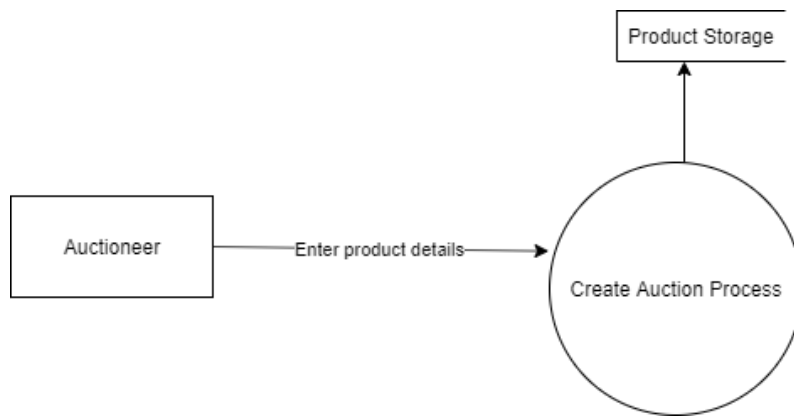 Product Storage
Auctioneer
Enter product details
Create Auction Process